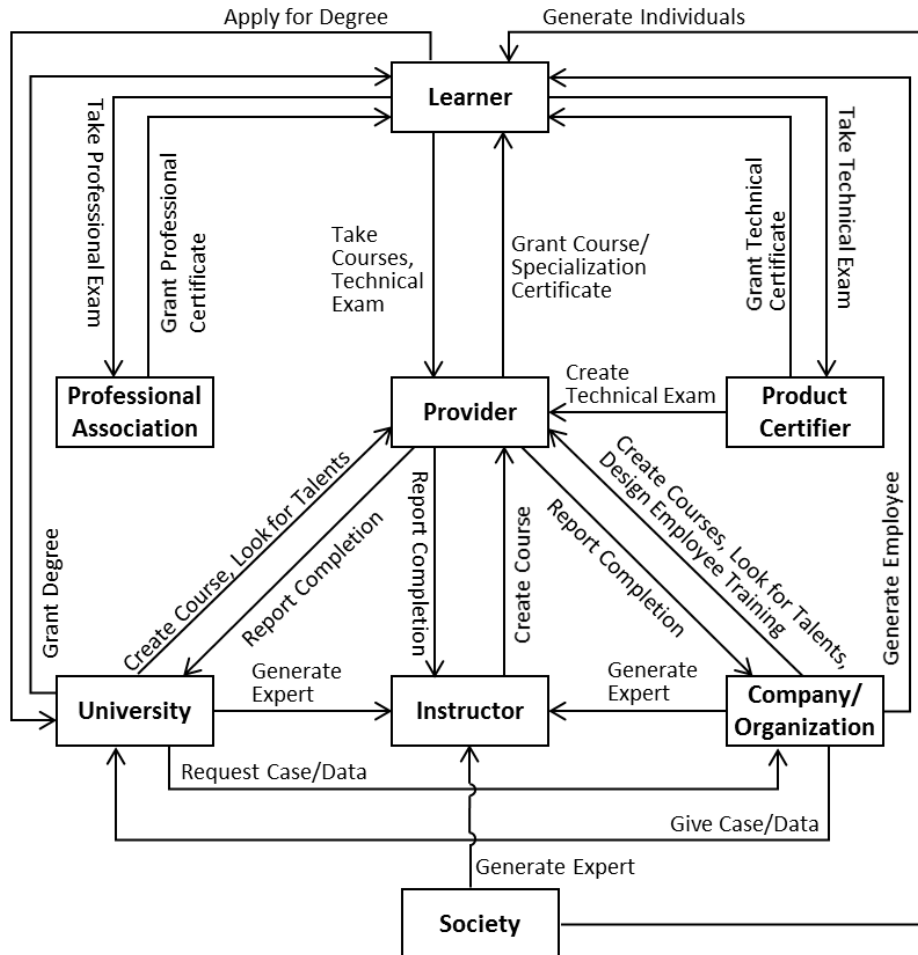 Apply for Degree
Generate Individuals
Learner
Take Professional Exam
Grant Professional
Certificate
Take
Courses,
Technical
Exam
Grant Course/
Specialization
Certificate
Grant Technical
Certificate
Take Technical Exam
Professional
Association
Provider
Create
Technical Exam
Product
Certifier
Grant Degree
Create Course, Look for Talents
Report Completion
Report Completion
Create Course
Report Completion
Create Courses, Look for Talents,
Design Employee Training
Generate Employee
University
Generate
Expert
Instructor
Generate
Expert
Company/
Organization
Request Case/Data
Give Case/Data
Generate Expert
Society